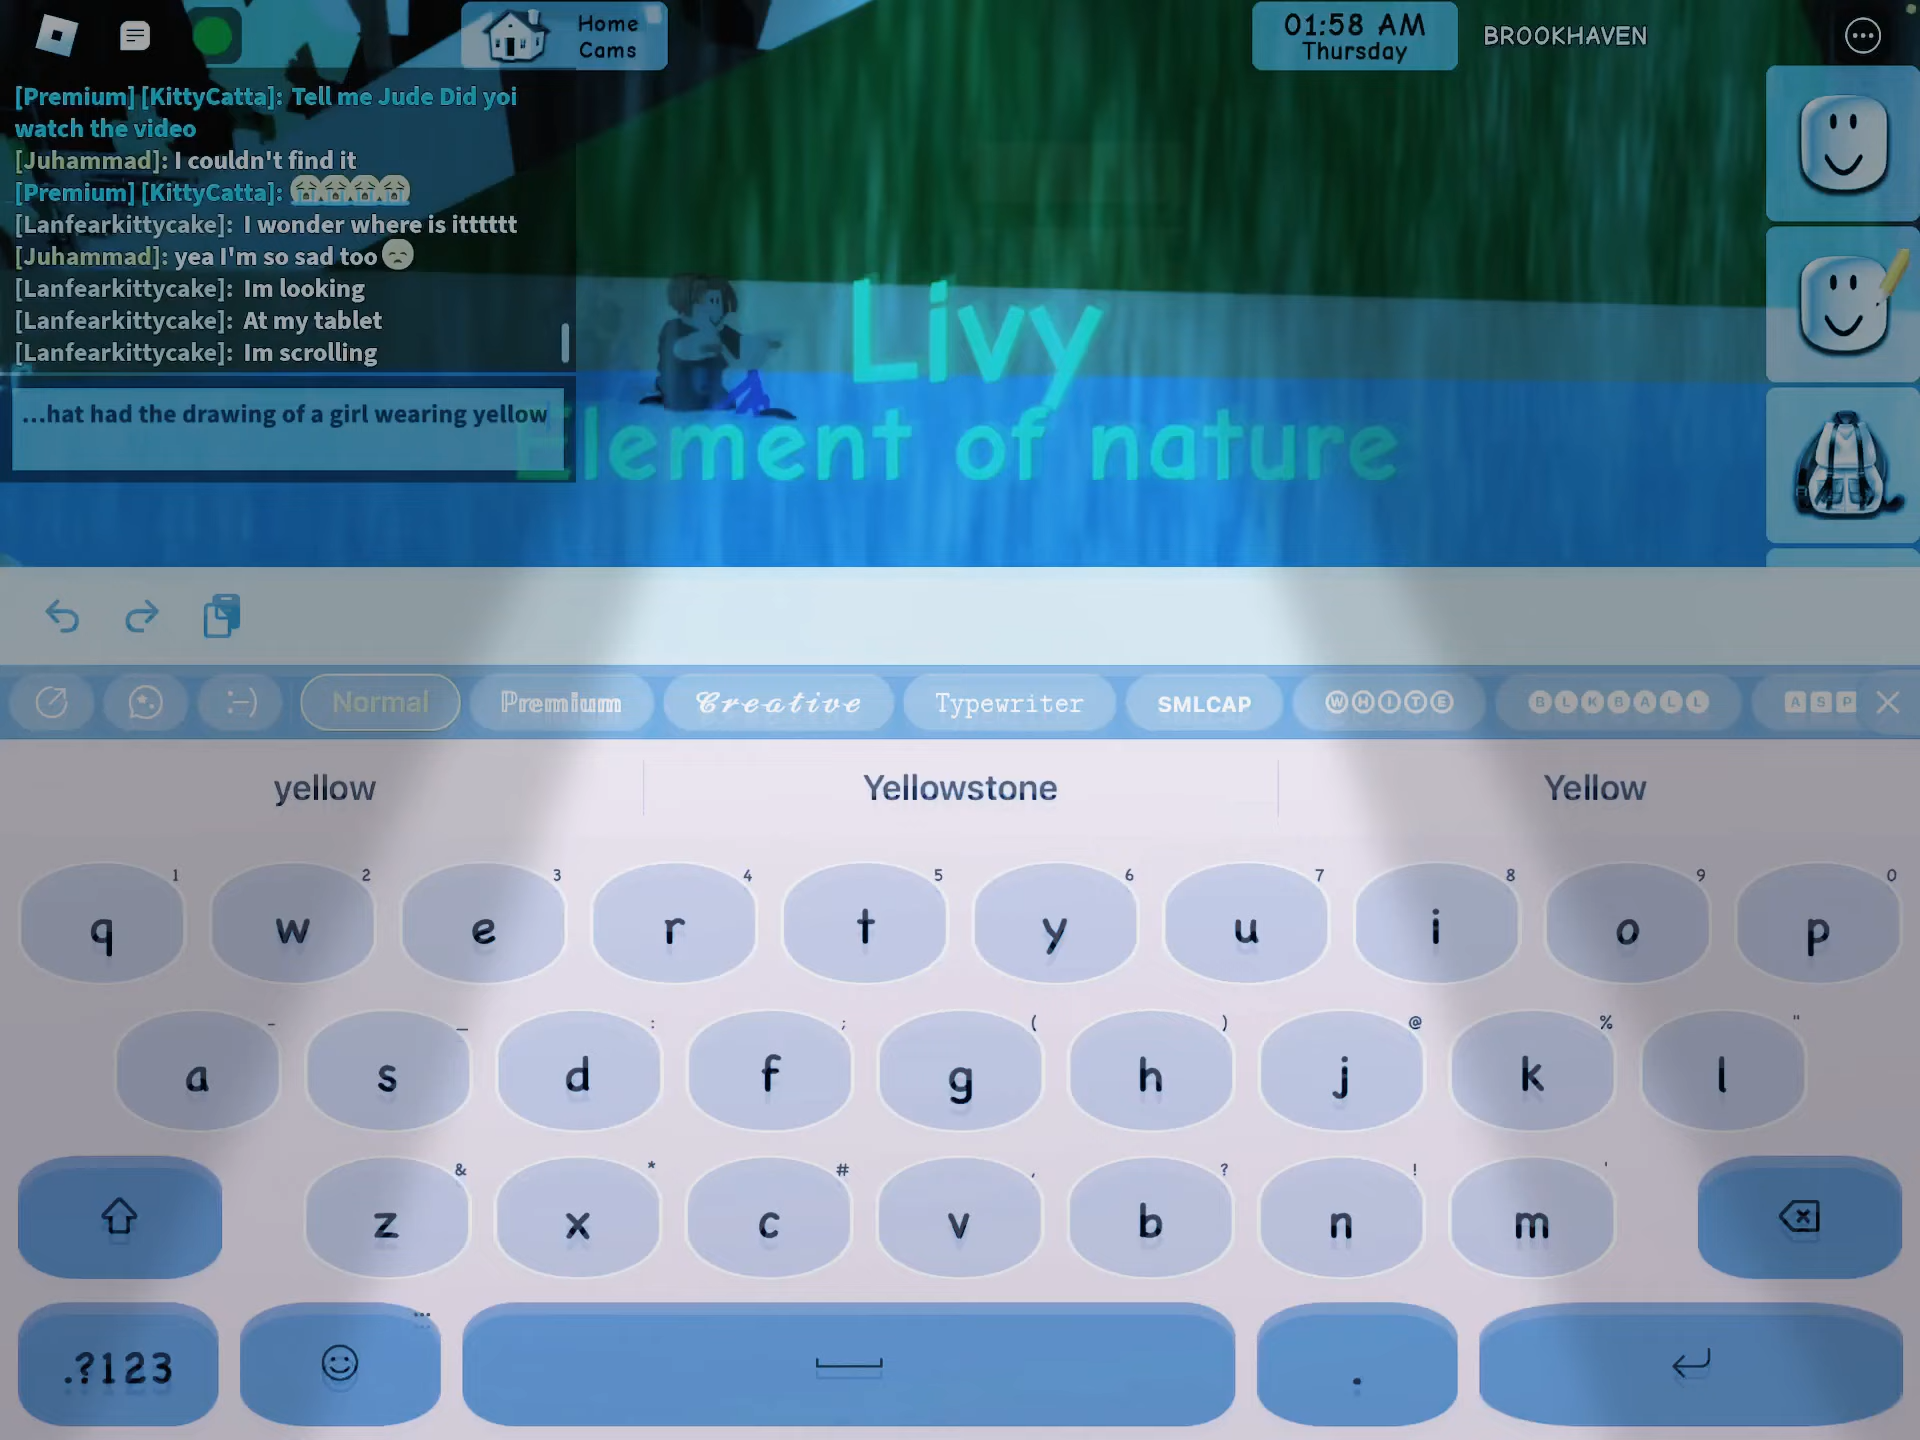 Home
Cams
01:58 AM
Thursday
BROOKHAVEN
[Premium] [KittyCatta]: Tell me Jude Did yoi
watch the video
[Juhammad]: I couldn't find it
[Premium] [KittyCatta]: 😭😭😭😭
[Lanfearkittycake]: I wonder where is itttttt
[Juhammad]: yea I'm so sad too😞
[Lanfearkittycake]: Im looking
[Lanfearkittycake]: At my tablet
[Lanfearkittycake]: Im scrolling
...hat had the drawing of a girl wearing yellow
Livy
Element of nature
:-) Normal Premium Creative Typewriter SMLCAP WHITE BLKBALL ASP
yellow Yellowstone Yellow
1 2 3 4 5 6 7 8 9 0
q w e r t y u i o p
- _ : ; ( ) @ % "
a s d f g h j k l
& * # , ? ! '
z x c v b n m
.?123 .